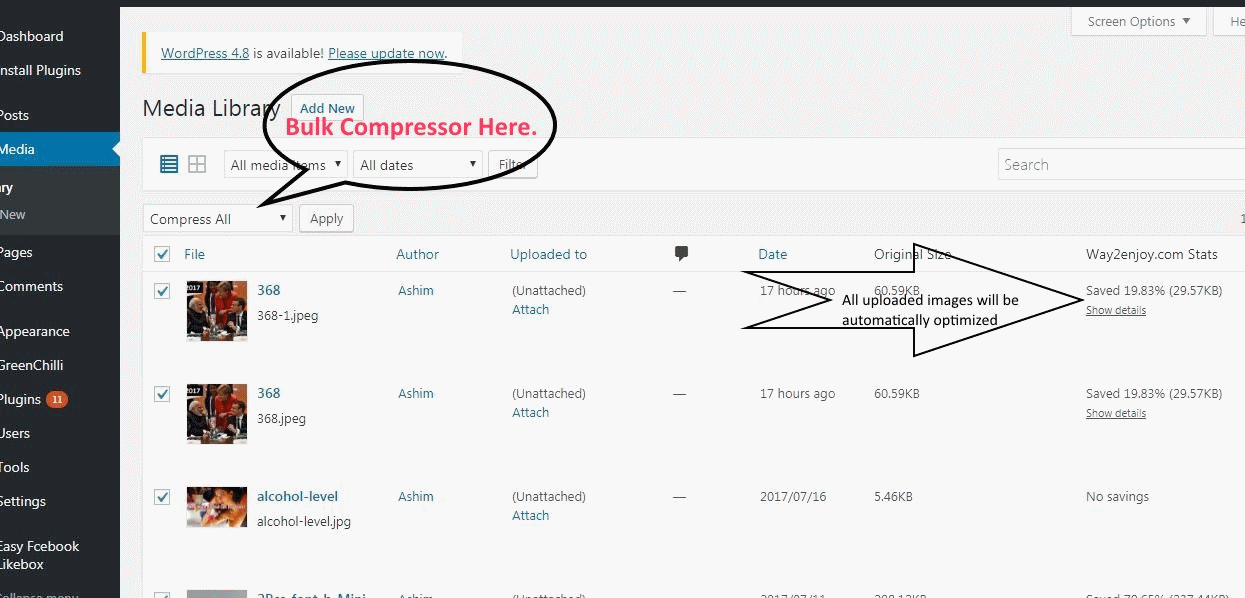 Screen Options
He
Dashboard
nstall Plugins
Posts
Media
ary
New
Pages
Comments
Appearance
GreenChilli
Plugins 11
Users
Tools
Settings
Easy Fcebook
Likebox
Collapse menu
WordPress 4.8 is available! Please update now.
Media Library Add New
Bulk Compressor Here.
All media items All dates Filter
Search
Compress All Apply
1
File Author Uploaded to Date Original Size Way2enjoy.com Stats
368 Ashim (Unattached) — 17 hours ago 60.59KB Saved 19.83% (29.57KB)
368-1.jpeg Attach Show details
2017
All uploaded images will be
automatically optimized
368 Ashim (Unattached) — 17 hours ago 60.59KB Saved 19.83% (29.57KB)
368.jpeg Attach Show details
2017
alcohol-level Ashim (Unattached) — 2017/07/16 5.46KB No savings
alcohol-level.jpg Attach
Ashim 2017/07/11